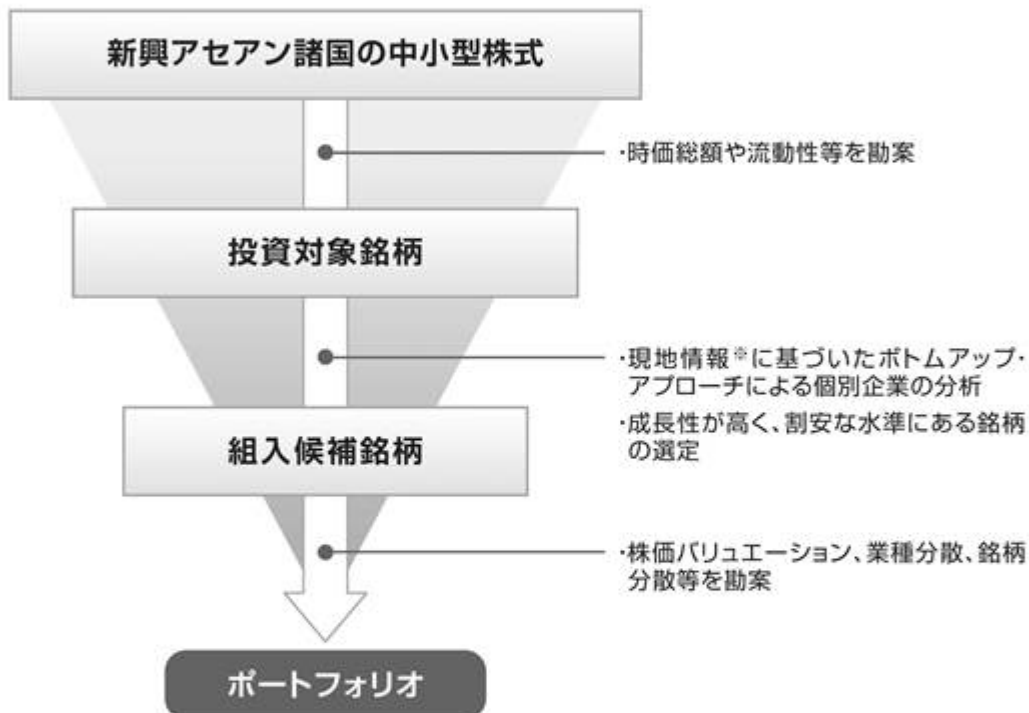 新興アセアン諸国の中小型株式
・時価総額や流動性等を勘案
投資対象銘柄
・現地情報※に基づいたボトムアップ・
アプローチによる個別企業の分析
・成長性が高く、割安な水準にある銘柄
の選定
組入候補銘柄
・株価バリュエーション、業種分散、銘柄
分散等を勘案
ポートフォリオ